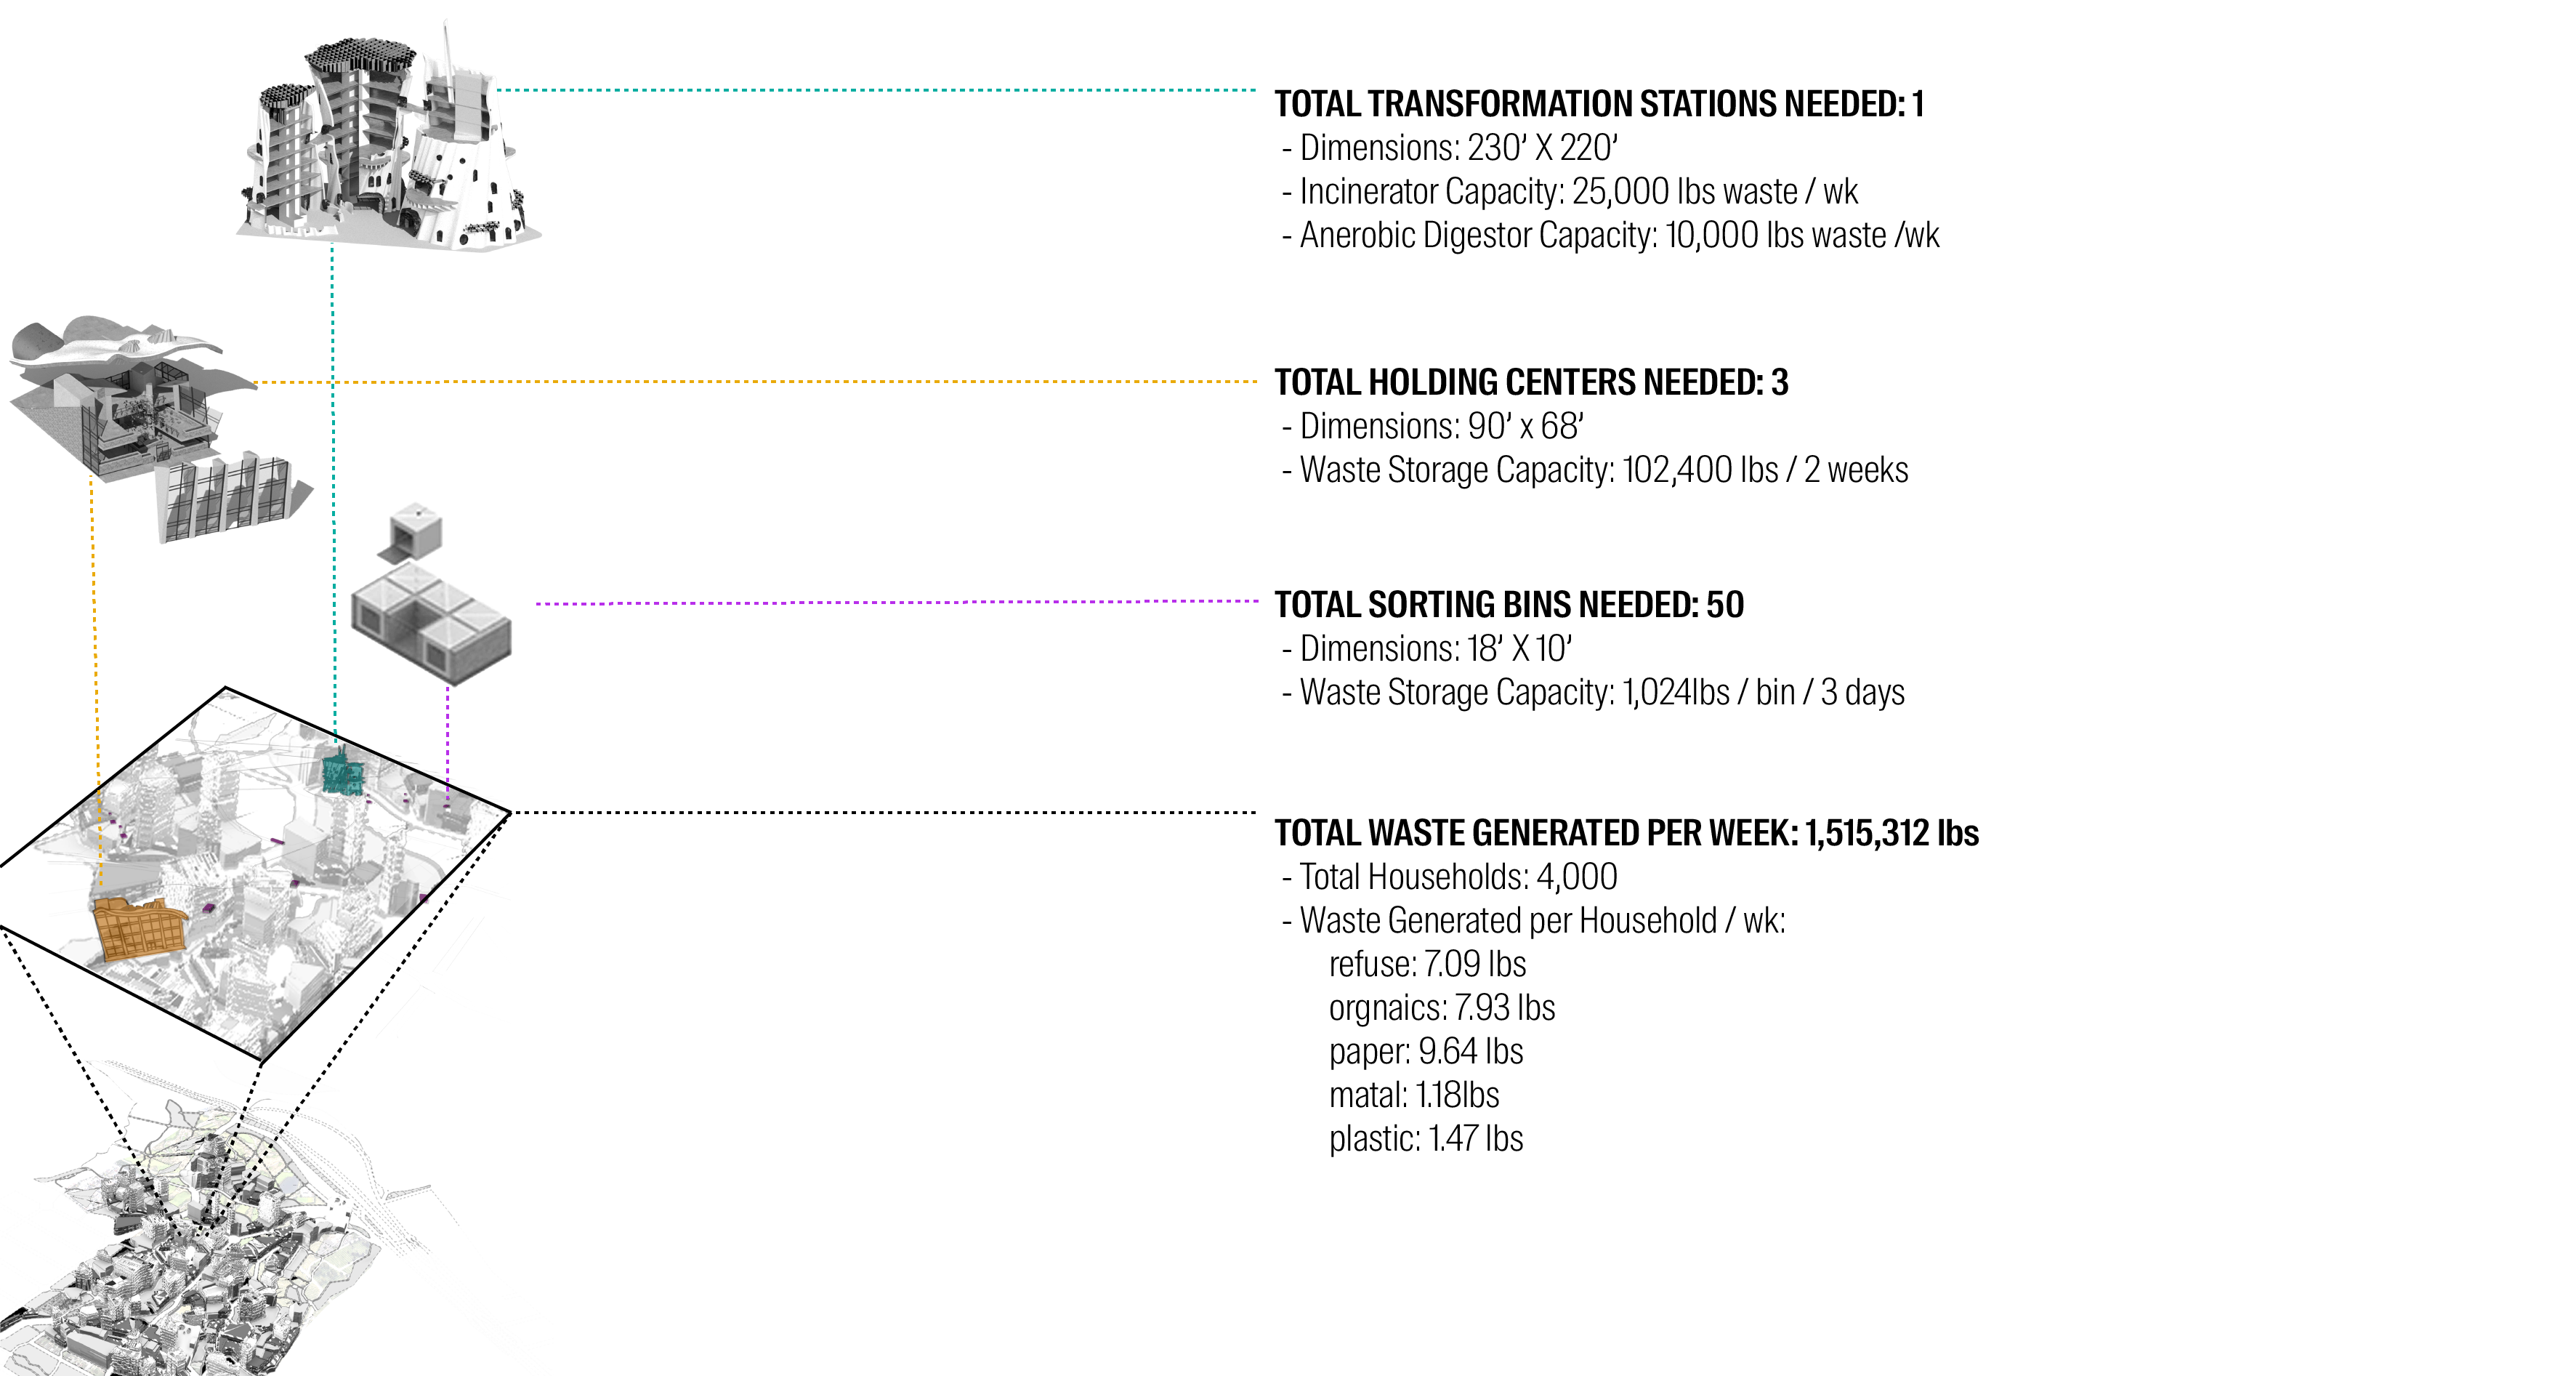 TOTAL TRANSFORMATION STATIONS NEEDED: 1
- Dimensions: 230’ X 220’
- Incinerator Capacity: 25,000 lbs waste / wk
- Anerobic Digestor Capacity: 10,000 lbs waste /wk
TOTAL HOLDING CENTERS NEEDED: 3
- Dimensions: 90’ x 68’
- Waste Storage Capacity: 102,400 lbs / 2 weeks
TOTAL SORTING BINS NEEDED: 50
- Dimensions: 18’ X 10’
- Waste Storage Capacity: 1,024lbs / bin / 3 days
TOTAL WASTE GENERATED PER WEEK: 1,515,312 lbs
- Total Households: 4,000
- Waste Generated per Household / wk:
refuse: 7.09 lbs
orgnaics: 7.93 lbs
paper: 9.64 lbs
matal: 1.18lbs
plastic: 1.47 lbs